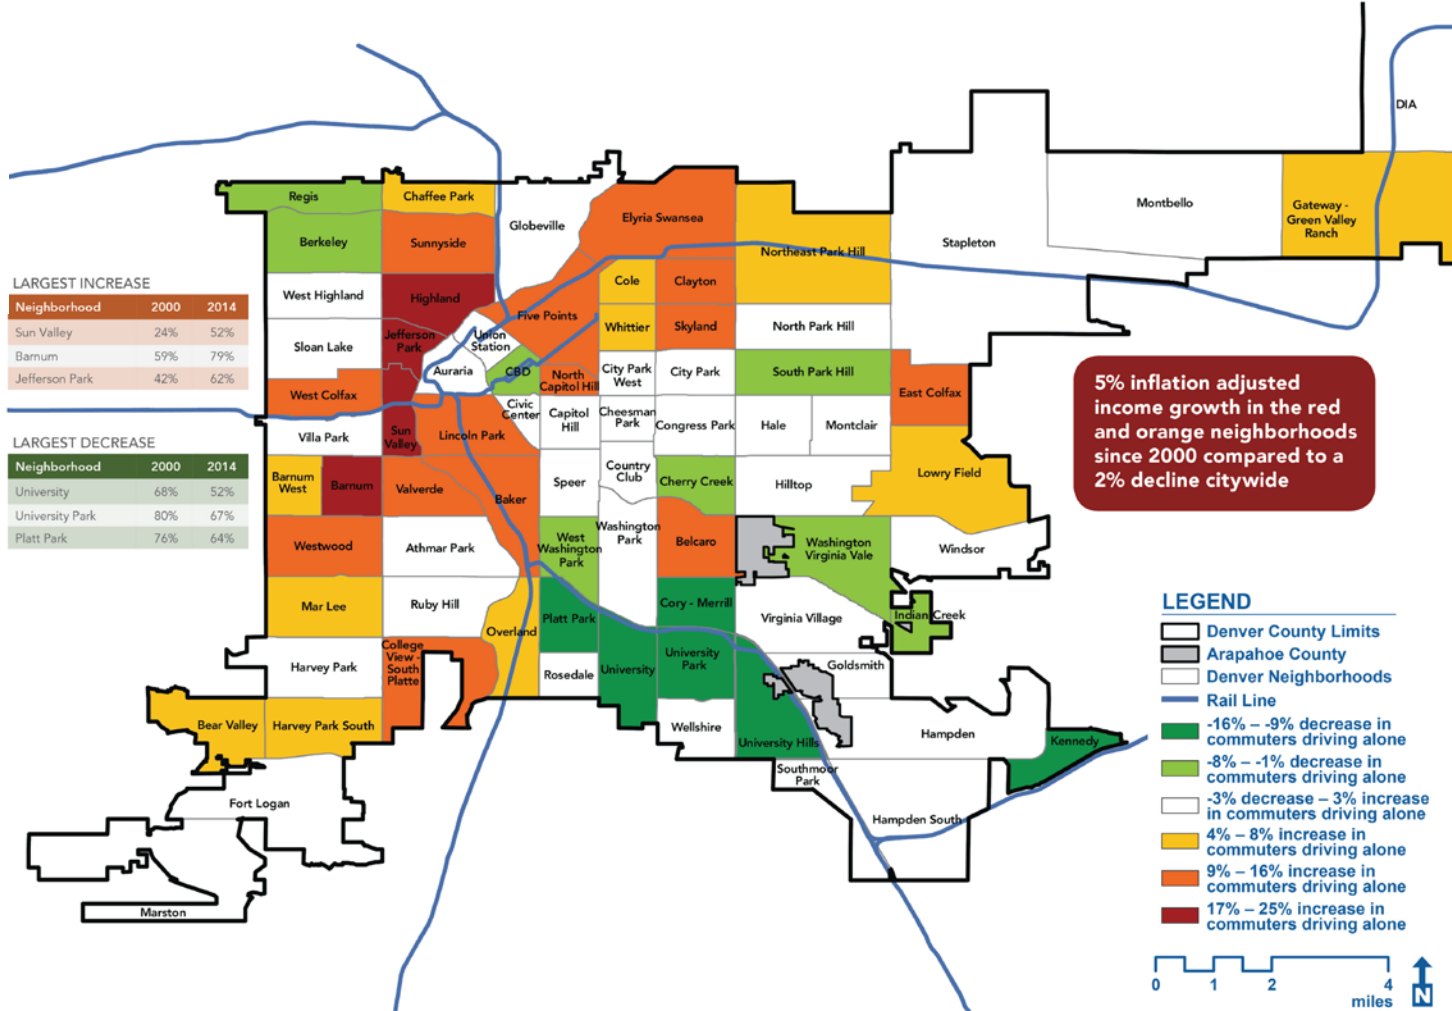 DIA
Regis
Chaffee Park
Elyria Swansea
Globeville
Montbello
Gateway -
Green Valley
Ranch
Berkeley
Sunnyside
Stapleton
Northeast Park Hill
LARGEST INCREASE
Neighborhood 2000 2014
Sun Valley 24% 52%
Barnum 59% 79%
Jefferson Park 42% 62%
LARGEST DECREASE
Neighborhood 2000 2014
University 68% 52%
University Park 80% 67%
Platt Park 76% 64%
West Highland
Highland
Cole
Clayton
Five Points
Whittier
Skyland
North Park Hill
Sloan Lake
Jefferson
Park
Union
Station
Auraria
CBD
North
Capitol Hill
City Park
West
City Park
South Park Hill
East Colfax
West Colfax
Civic
Center
Capitol
Hill
Cheesman
Park
Congress Park
Hale
Montclair
Villa Park
Sun
Valley
Lincoln Park
5% inflation adjusted
income growth in the red
and orange neighborhoods
since 2000 compared to a
2% decline citywide
Barnum
West
Barnum
Valverde
Baker
Speer
Country
Club
Cherry Creek
Hilltop
Lowry Field
Westwood
Athmar Park
West
Washington
Park
Washington
Park
Belcaro
Washington
Virginia Vale
Windsor
Mar Lee
Ruby Hill
Overland
Platt Park
Cory - Merrill
Virginia Village
Indian Creek
Harvey Park
College
View -
South
Platte
Rosedale
University
University
Park
Goldsmith
Bear Valley
Harvey Park South
Wellshire
University Hills
Hampden
Kennedy
Southmoor
Park
Fort Logan
Hampden South
Marston
LEGEND
Denver County Limits
Arapahoe County
Denver Neighborhoods
Rail Line
-16% – -9% decrease in
commuters driving alone
-8% – -1% decrease in
commuters driving alone
-3% decrease – 3% increase
in commuters driving alone
4% – 8% increase in
commuters driving alone
9% – 16% increase in
commuters driving alone
17% – 25% increase in
commuters driving alone
0 1 2 4
miles
N